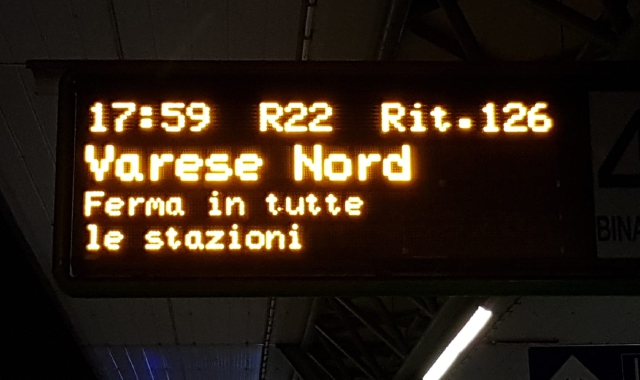 17:59 R22 Rit.126
Varese Nord
Ferma in tutte
le stazioni